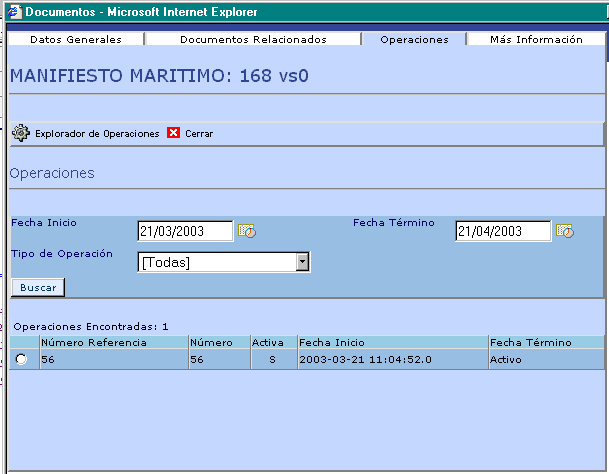 Documentos - Microsoft Internet Explorer
Datos Generales Documentos Relacionados Operaciones Más Información
MANIFIESTO MARITIMO: 168 vs0
Explorador de Operaciones Cerrar
Operaciones
Fecha Inicio 21/03/2003 Fecha Término 21/04/2003
Tipo de Operación [Todas]
Buscar
Operaciones Encontradas: 1
Número Referencia Número Activa Fecha Inicio Fecha Término
56 56 S 2003-03-21 11:04:52.0 Activo